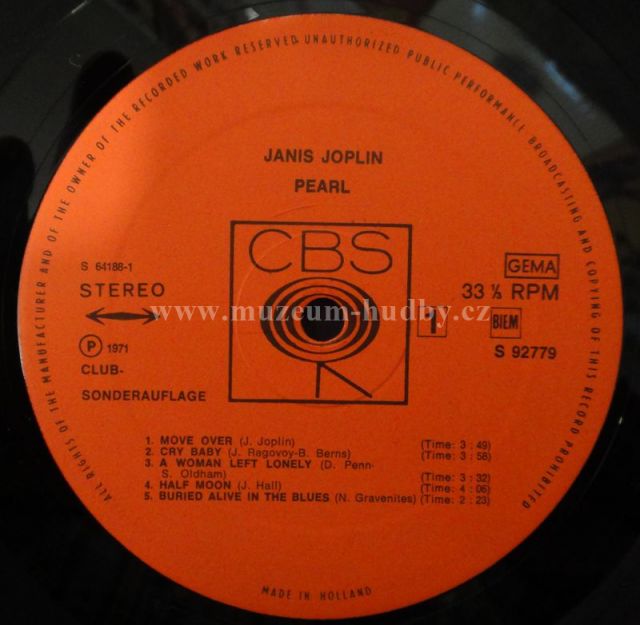 ALL RIGHTS OF THE MANUFACTURER AND OF THE OWNER OF THE RECORDED WORK RESERVED. UNAUTHORIZED PUBLIC PERFORMANCE BROADCASTING AND COPYING OF THIS RECORD PROHIBITED
JANIS JOPLIN
PEARL
CBS
S 64188-1
STEREO
GEMA
33 ⅓ RPM
www.muzeum-hudby.cz
1
BIEM
S 92779
Ⓟ 1971
CLUB-
SONDERAUFLAGE
1. MOVE OVER (J. Joplin) (Time: 3 : 49)
2. CRY BABY (J. Ragovoy-B. Berns) (Time: 3 : 58)
3. A WOMAN LEFT LONELY (D. Penn-
S. Oldham) (Time: 3 : 32)
4. HALF MOON (J. Hall) (Time: 4 : 06)
5. BURIED ALIVE IN THE BLUES (N. Gravenites) (Time: 2 : 23)
MADE IN HOLLAND